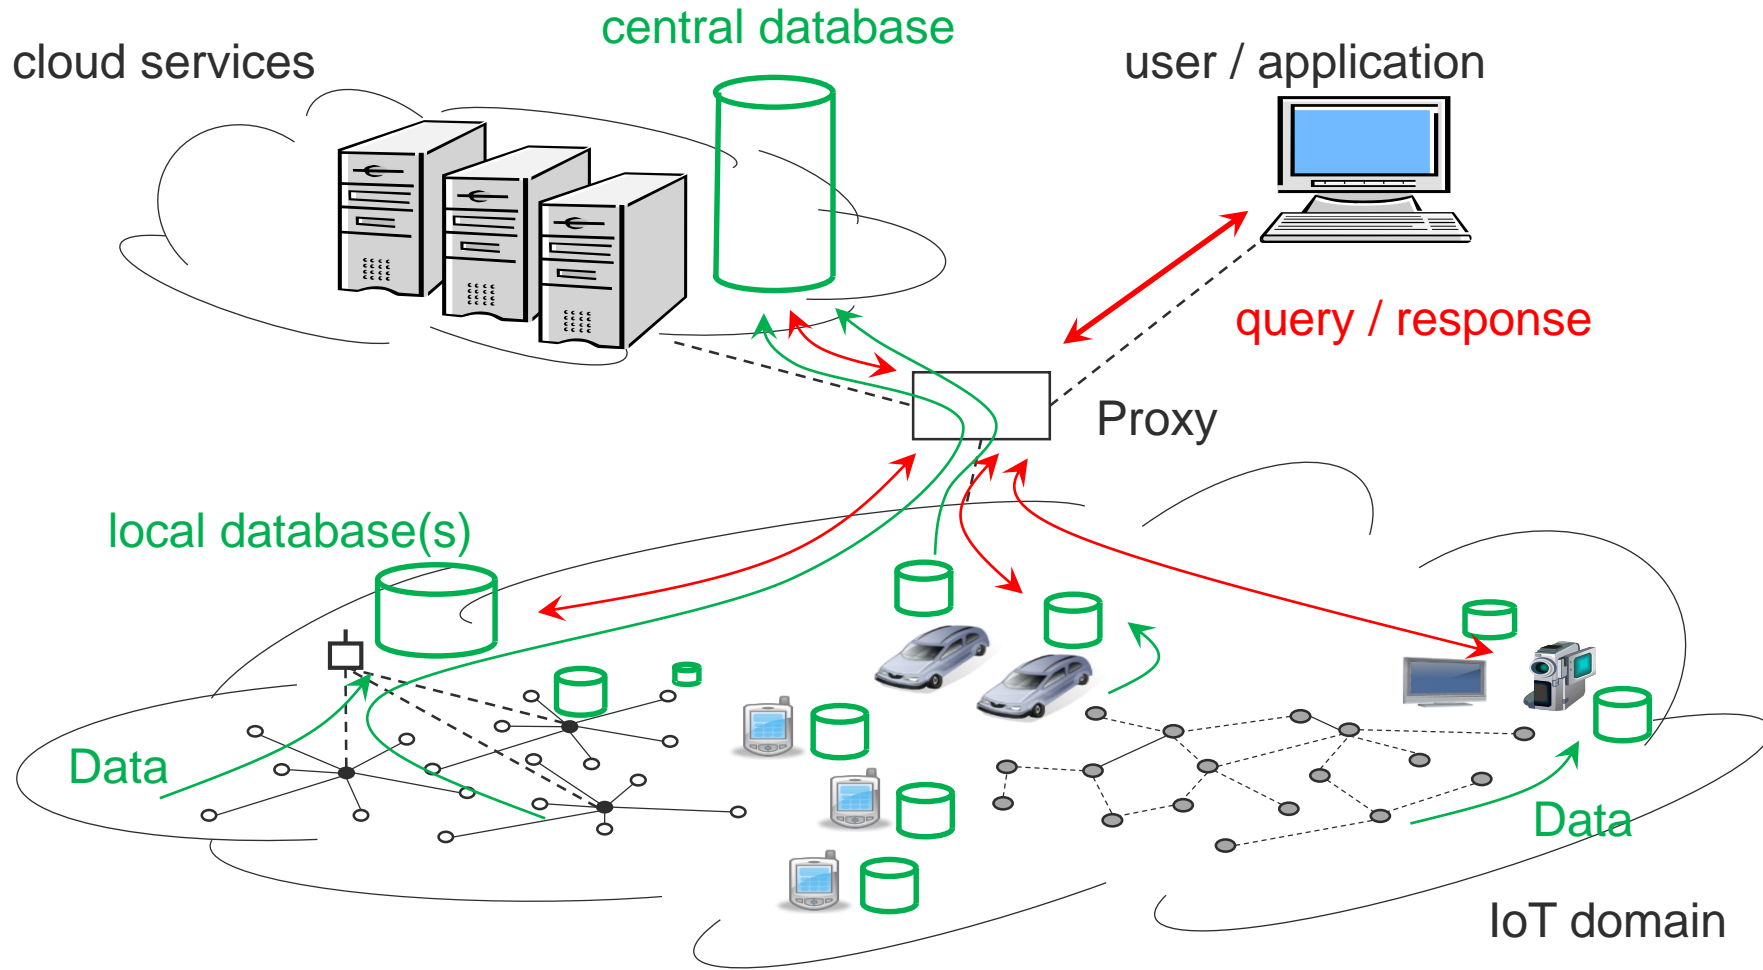 central database
cloud services
user / application
query / response
Proxy
local database(s)
Data
Data
IoT domain